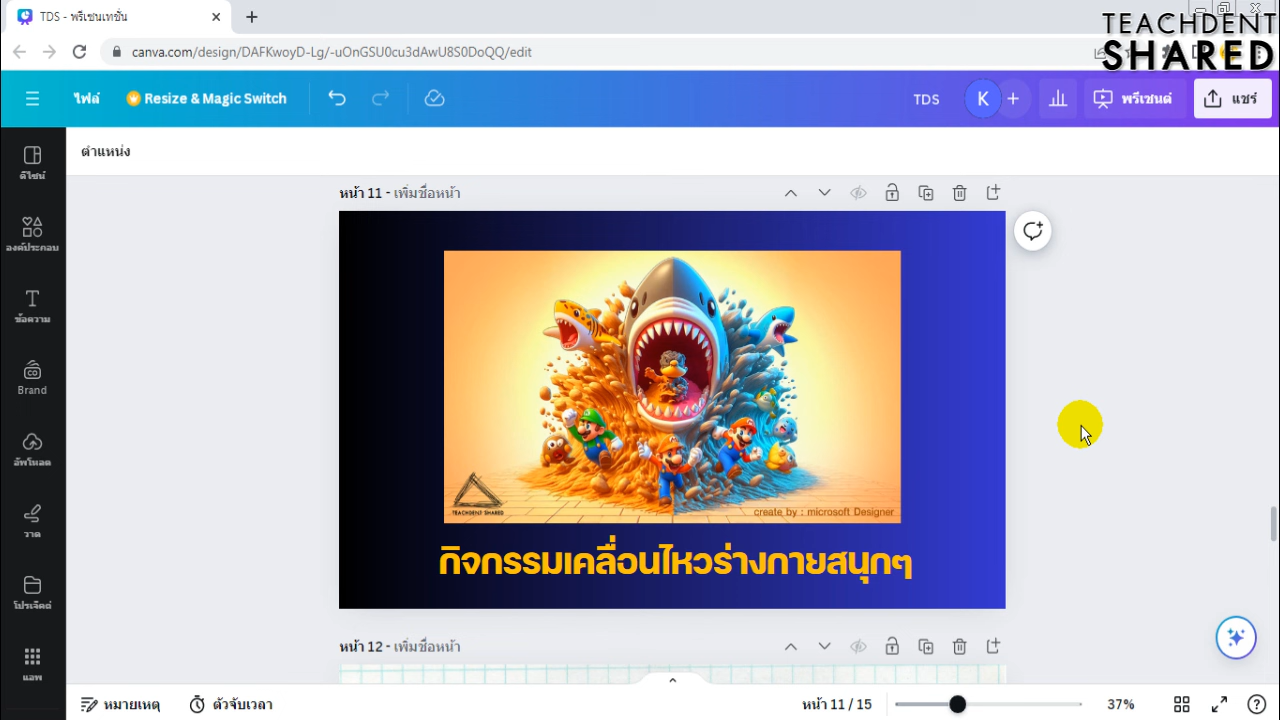 TDS - พรีเซนเทชั่น
canva.com/design/DAFKwoyD-Lg/-uOnGSU0cu3dAwU8S0DoQQ/edit
TEACHDENT
SHARED
ไฟล์
Resize & Magic Switch
TDS
K
พรีเซนต์
แชร์
ตำแหน่ง
ดีไซน์
องค์ประกอบ
ข้อความ
Brand
อัพโหลด
วาด
โปรเจ็คต์
แอพ
หน้า 11 - เพิ่มชื่อหน้า
TEACHDENT SHARED
create by : microsoft Designer
กิจกรรมเคลื่อนไหวร่างกายสนุกๆ
หน้า 12 - เพิ่มชื่อหน้า
หมายเหตุ
ตัวจับเวลา
หน้า 11 / 15
37%